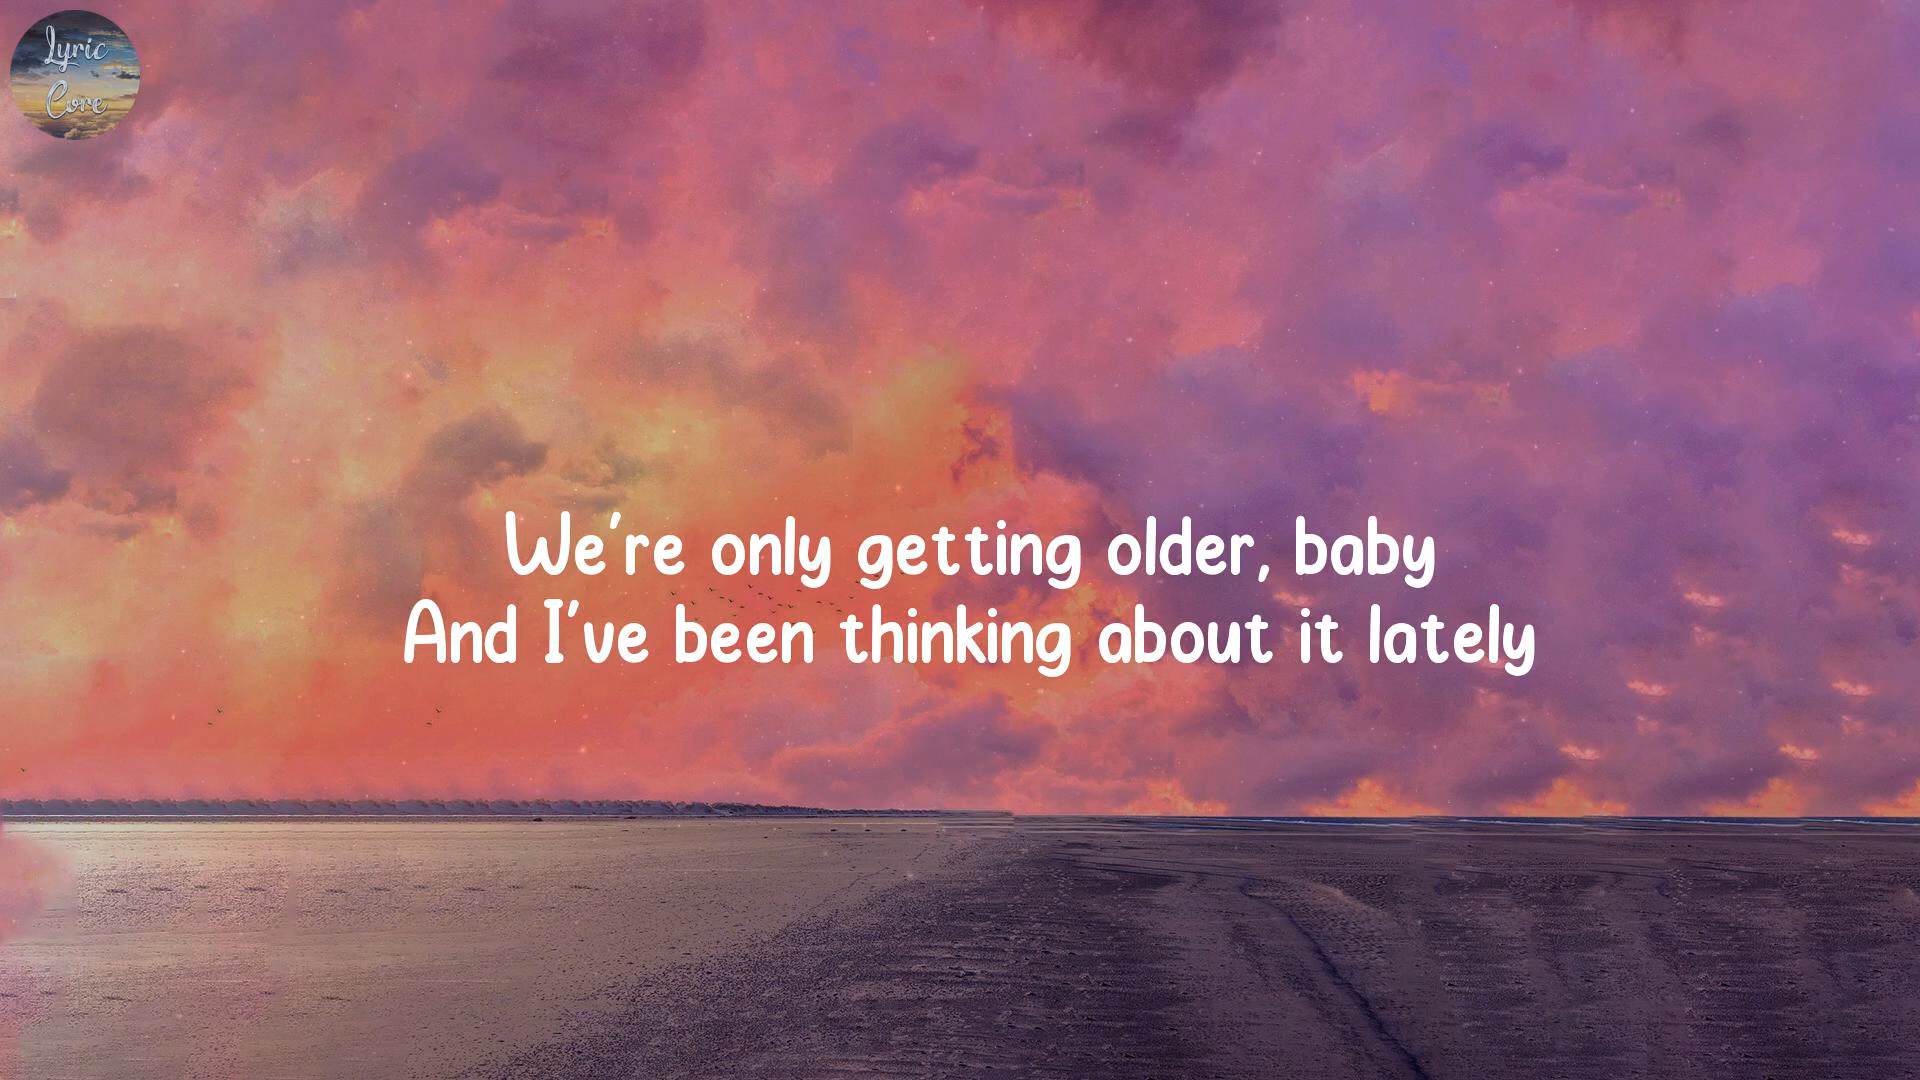 Lyric
Core
We're only getting older, baby
And I've been thinking about it lately